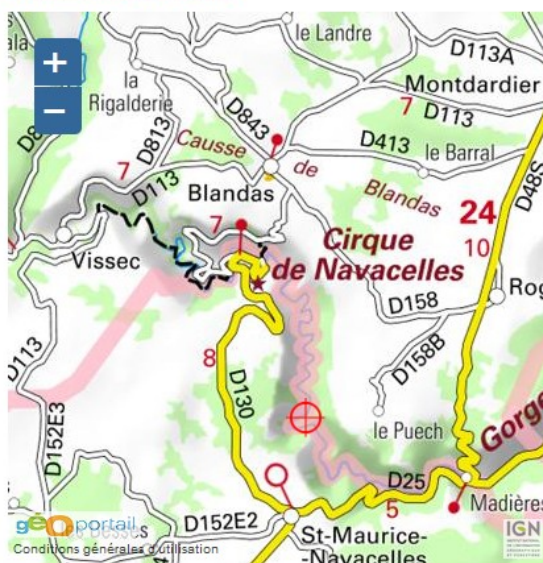 +
−
le Landre
D113A
ala
la
Rigalderie
Montdardier
7 D113
D843
D813
Causse de
D413
le Barral
7
D113
Blandas
Blandas
D48S
24
10
7
Cirque
de Navacelles
Vissec
Rog
D158
D158B
D113
8
D130
le Puech
Gorge
D152E3
D25
5
Madières
D152E2
St-Maurice-
-Navacelles
géoportail
Conditions générales d'utilisation
IGN